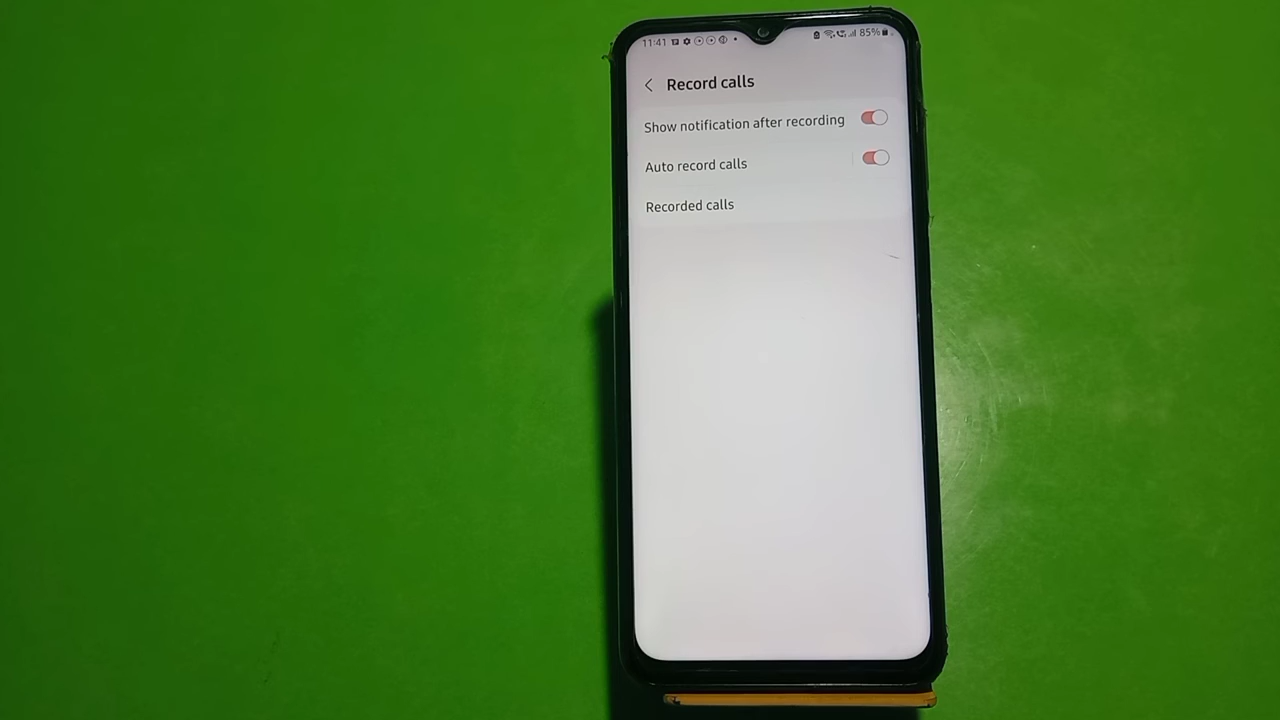 11:41 85%
Record calls
Show notification after recording
Auto record calls
Recorded calls